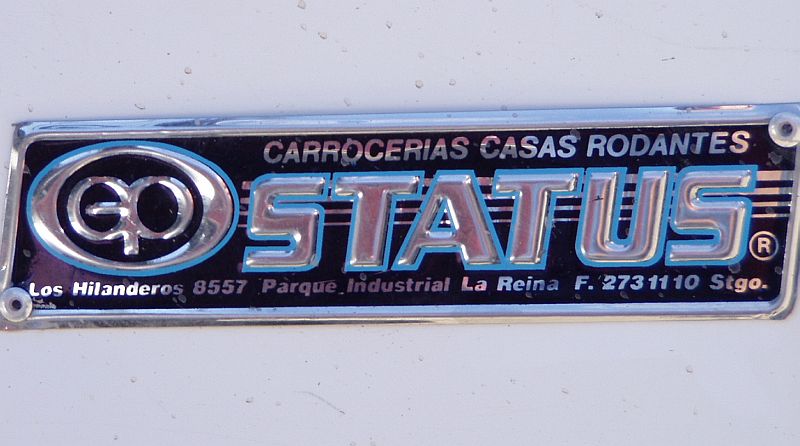 CARROCERIAS CASAS RODANTES
STATUS ®
Los Hilanderos 8557 Parque Industrial La Reina F. 2731110 Stgo.